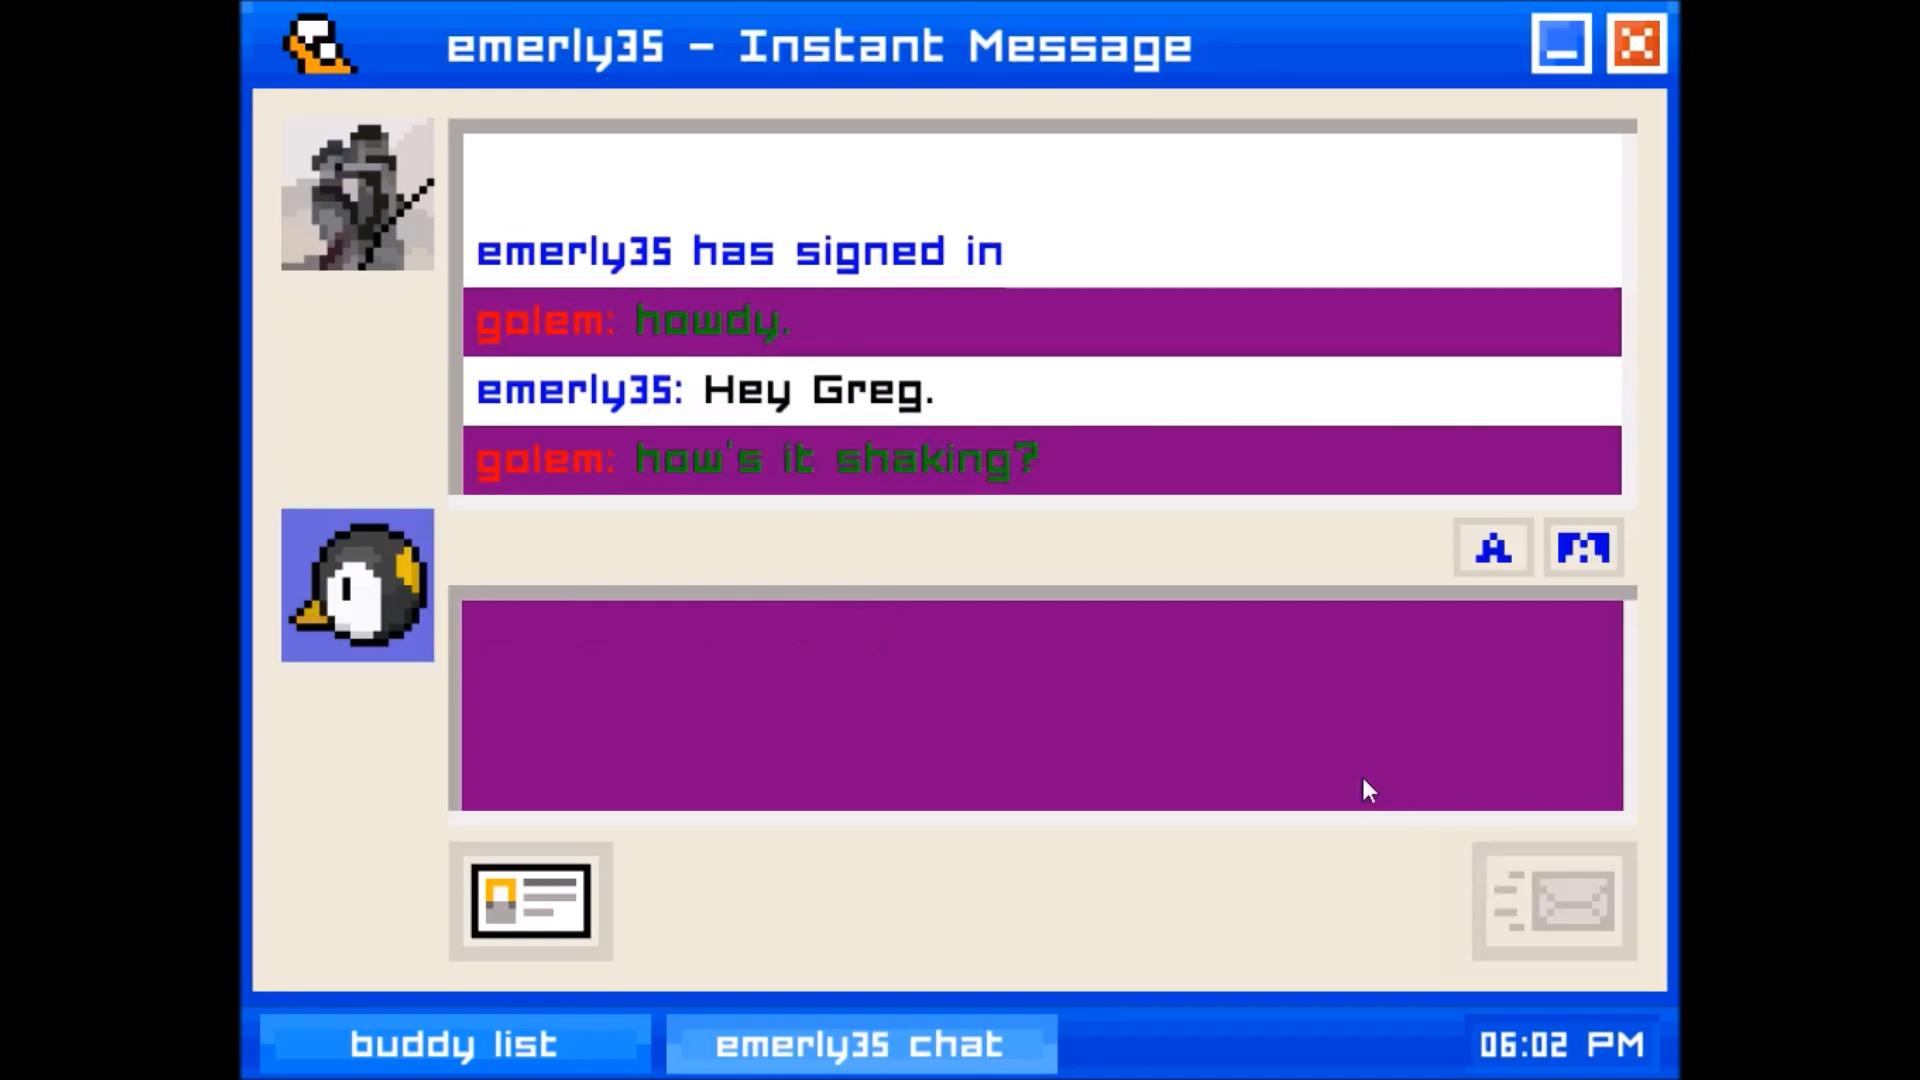 emerly35 - Instant Message
emerly35 has signed in
golem: howdy.
emerly35: Hey Greg.
golem: how's it shaking?
A
buddy list
emerly35 chat
06:02 PM